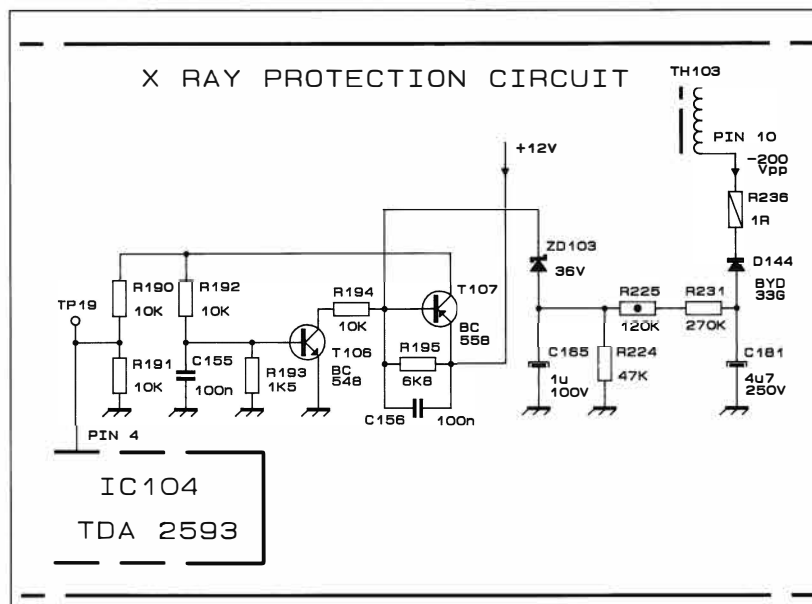 X RAY PROTECTION CIRCUIT
TH103
PIN 10
+12V
-200
Vpp
R236
1R
ZD103
36V
D144
BYD
33G
R190
10K
R192
10K
R194
10K
T107
BC
558
R225
120K
R231
270K
TP19
R191
10K
C155
100n
R193
1K5
T106
BC
548
R195
6K8
C165
1u
100V
R224
47K
C181
4u7
250V
C156
100n
PIN 4
IC104
TDA 2593